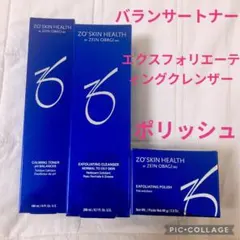 バランサートナー
エクスフォリエーテ
ィングクレンザー
ポリッシュ
ZO® SKIN HEALTH
BY ZEIN OBAGI MD
CALMING TONER
pH BALANCER
ZO® SKIN HEALTH
BY ZEIN OBAGI MD
EXFOLIATING CLEANSER
NORMAL TO OILY SKIN
ZO® SKIN HEALTH
BY ZEIN OBAGI MD
EXFOLIATING POLISH
PIC•COLLAGE